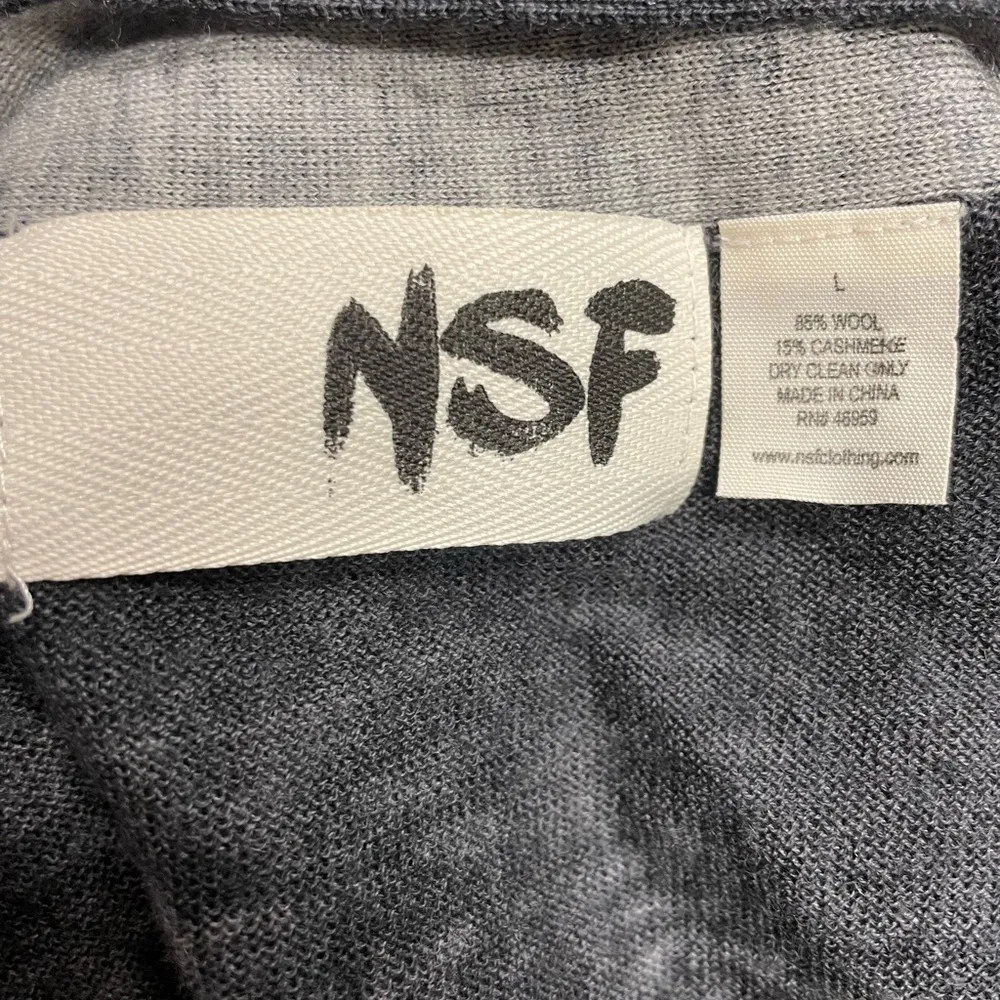 NSF
L
85% WOOL
15% CASHMERE
DRY CLEAN ONLY
MADE IN CHINA
RN# 46959
www.nsfclothing.com